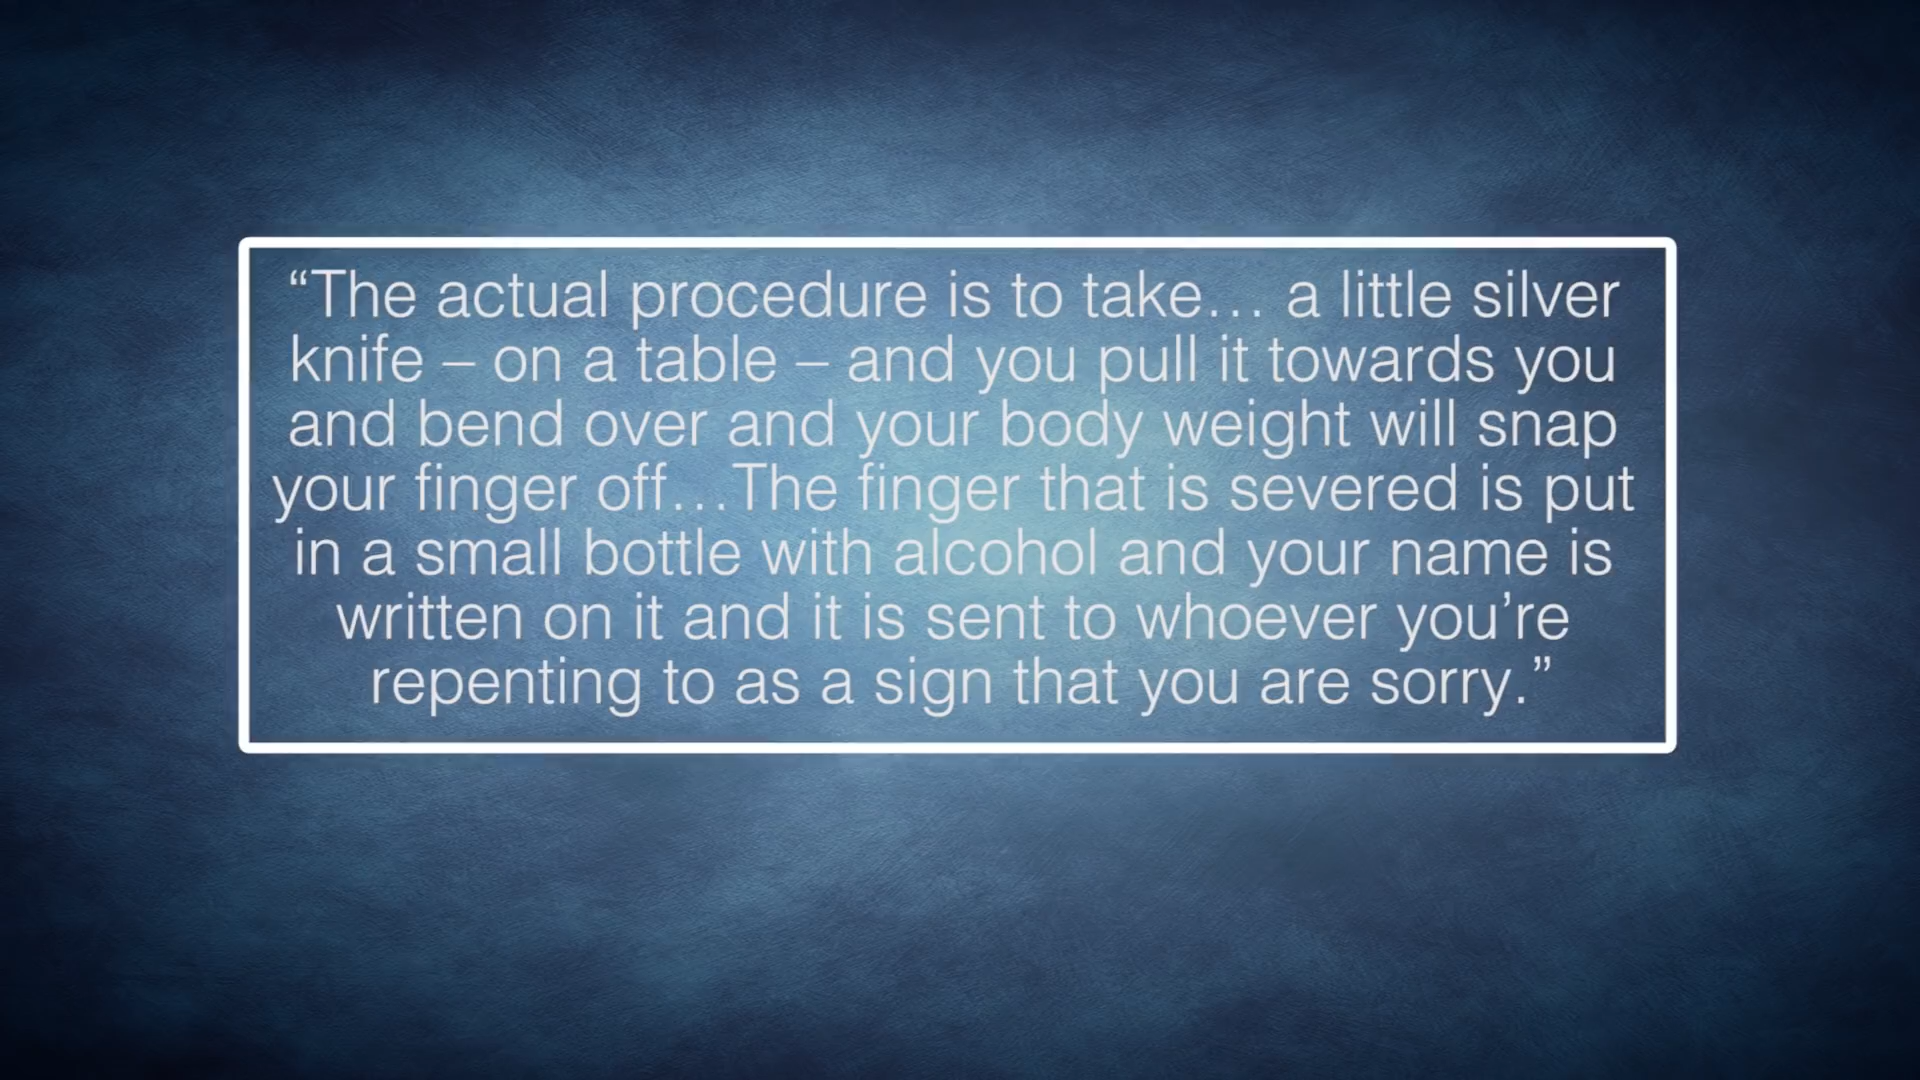 “The actual procedure is to take… a little silver
knife – on a table – and you pull it towards you
and bend over and your body weight will snap
your finger off…The finger that is severed is put
in a small bottle with alcohol and your name is
written on it and it is sent to whoever you’re
repenting to as a sign that you are sorry.”